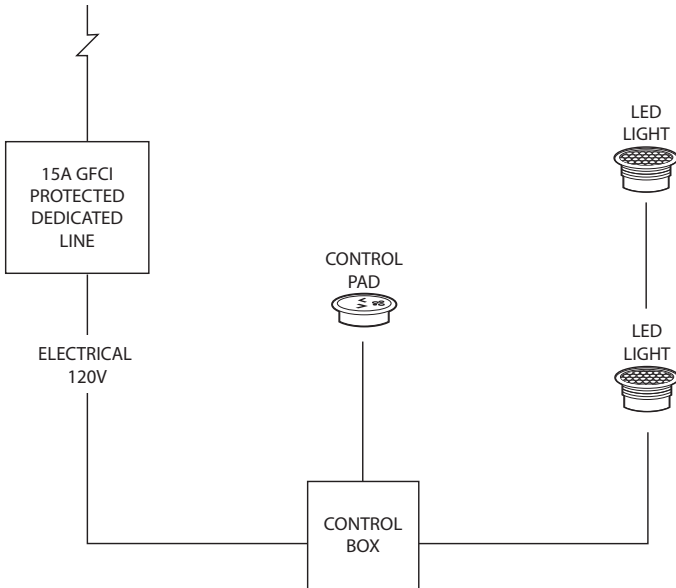 LED
LIGHT
15A GFCI
PROTECTED
DEDICATED
LINE
CONTROL
PAD
LED
LIGHT
ELECTRICAL
120V
CONTROL
BOX